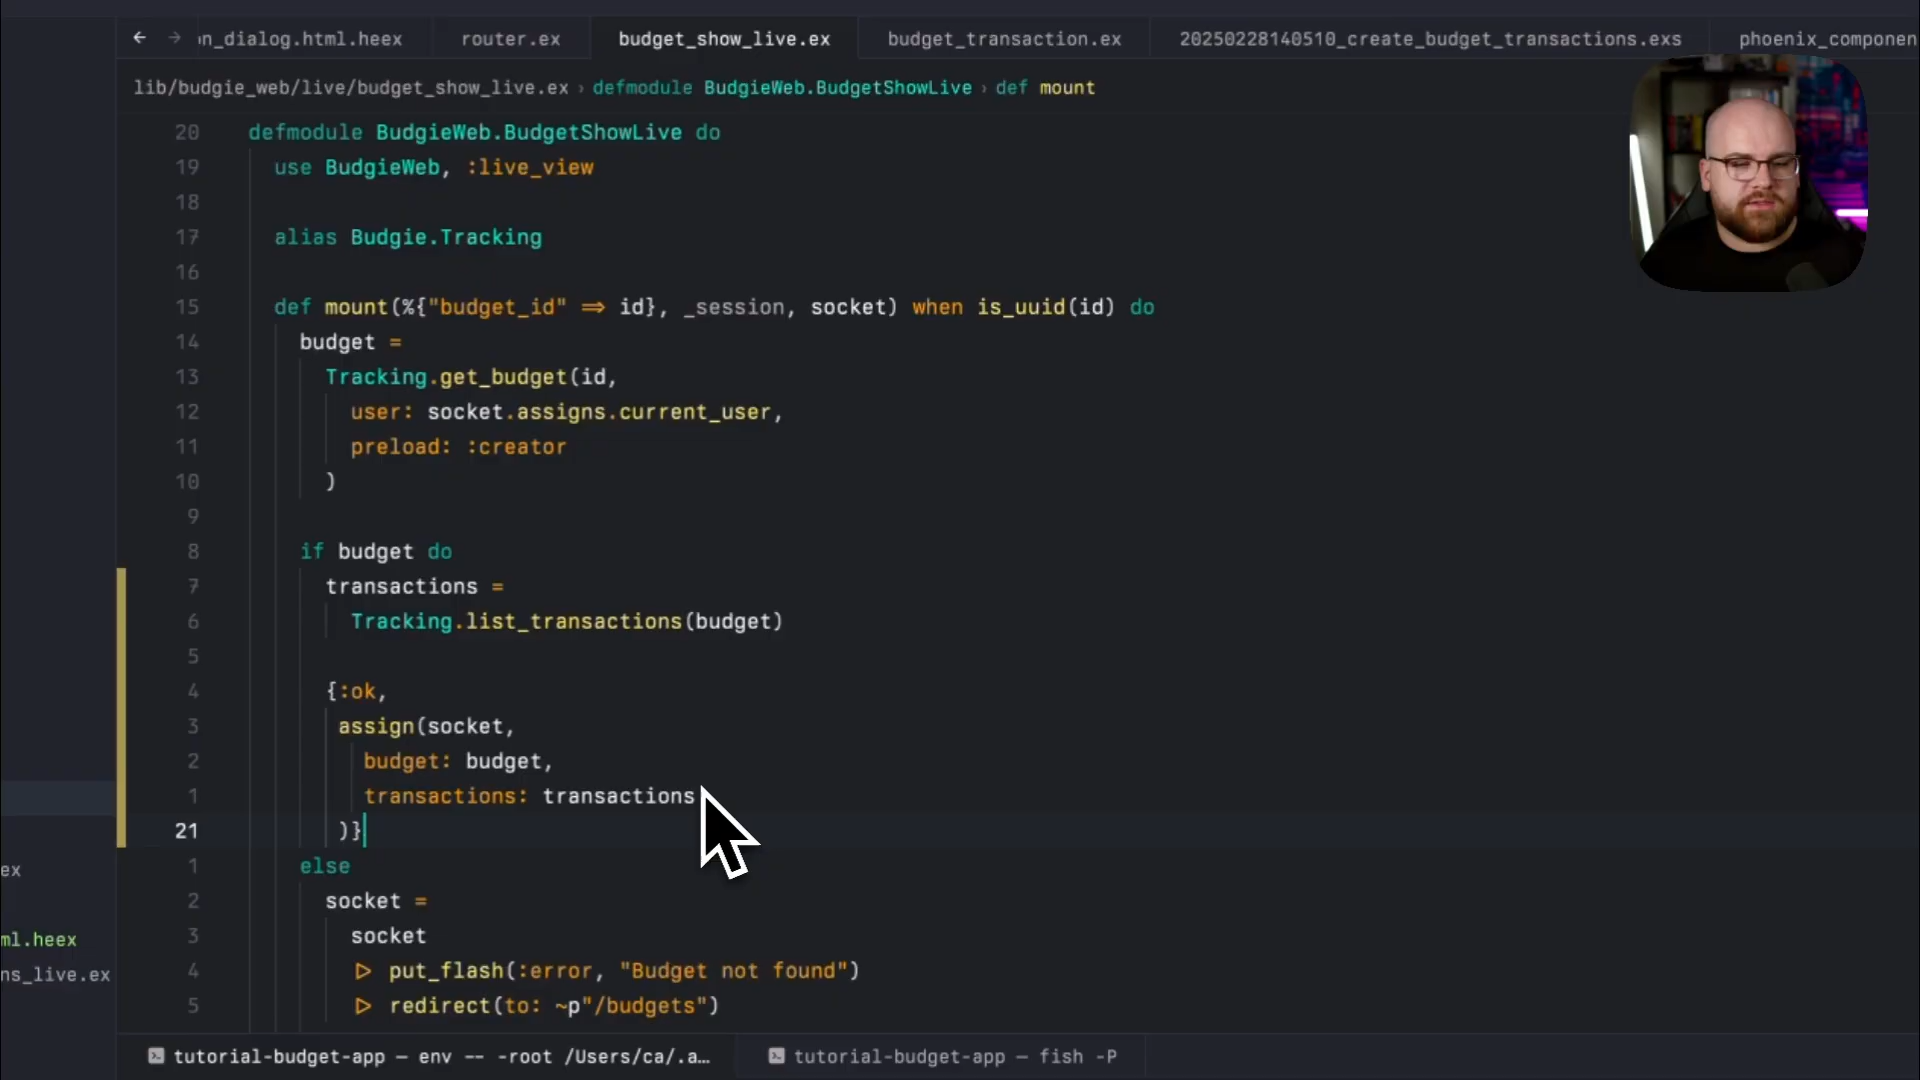 n_dialog.html.heex router.ex budget_show_live.ex budget_transaction.ex 20250228140510_create_budget_transactions.exs phoenix_componen
lib/budgie_web/live/budget_show_live.ex › defmodule BudgieWeb.BudgetShowLive › def mount
20 defmodule BudgieWeb.BudgetShowLive do
19 use BudgieWeb, :live_view
18
17 alias Budgie.Tracking
16
15 def mount(%{"budget_id" => id}, _session, socket) when is_uuid(id) do
14 budget =
13 Tracking.get_budget(id,
12 user: socket.assigns.current_user,
11 preload: :creator
10 )
9
8 if budget do
7 transactions =
6 Tracking.list_transactions(budget)
5
4 {:ok,
3 assign(socket,
2 budget: budget,
1 transactions: transactions
21 )}
1 else
2 socket =
3 socket
4 |> put_flash(:error, "Budget not found")
5 |> redirect(to: ~p"/budgets")
ex
ml.heex
ns_live.ex
tutorial-budget-app — env -- -root /Users/ca/.a… tutorial-budget-app — fish -P